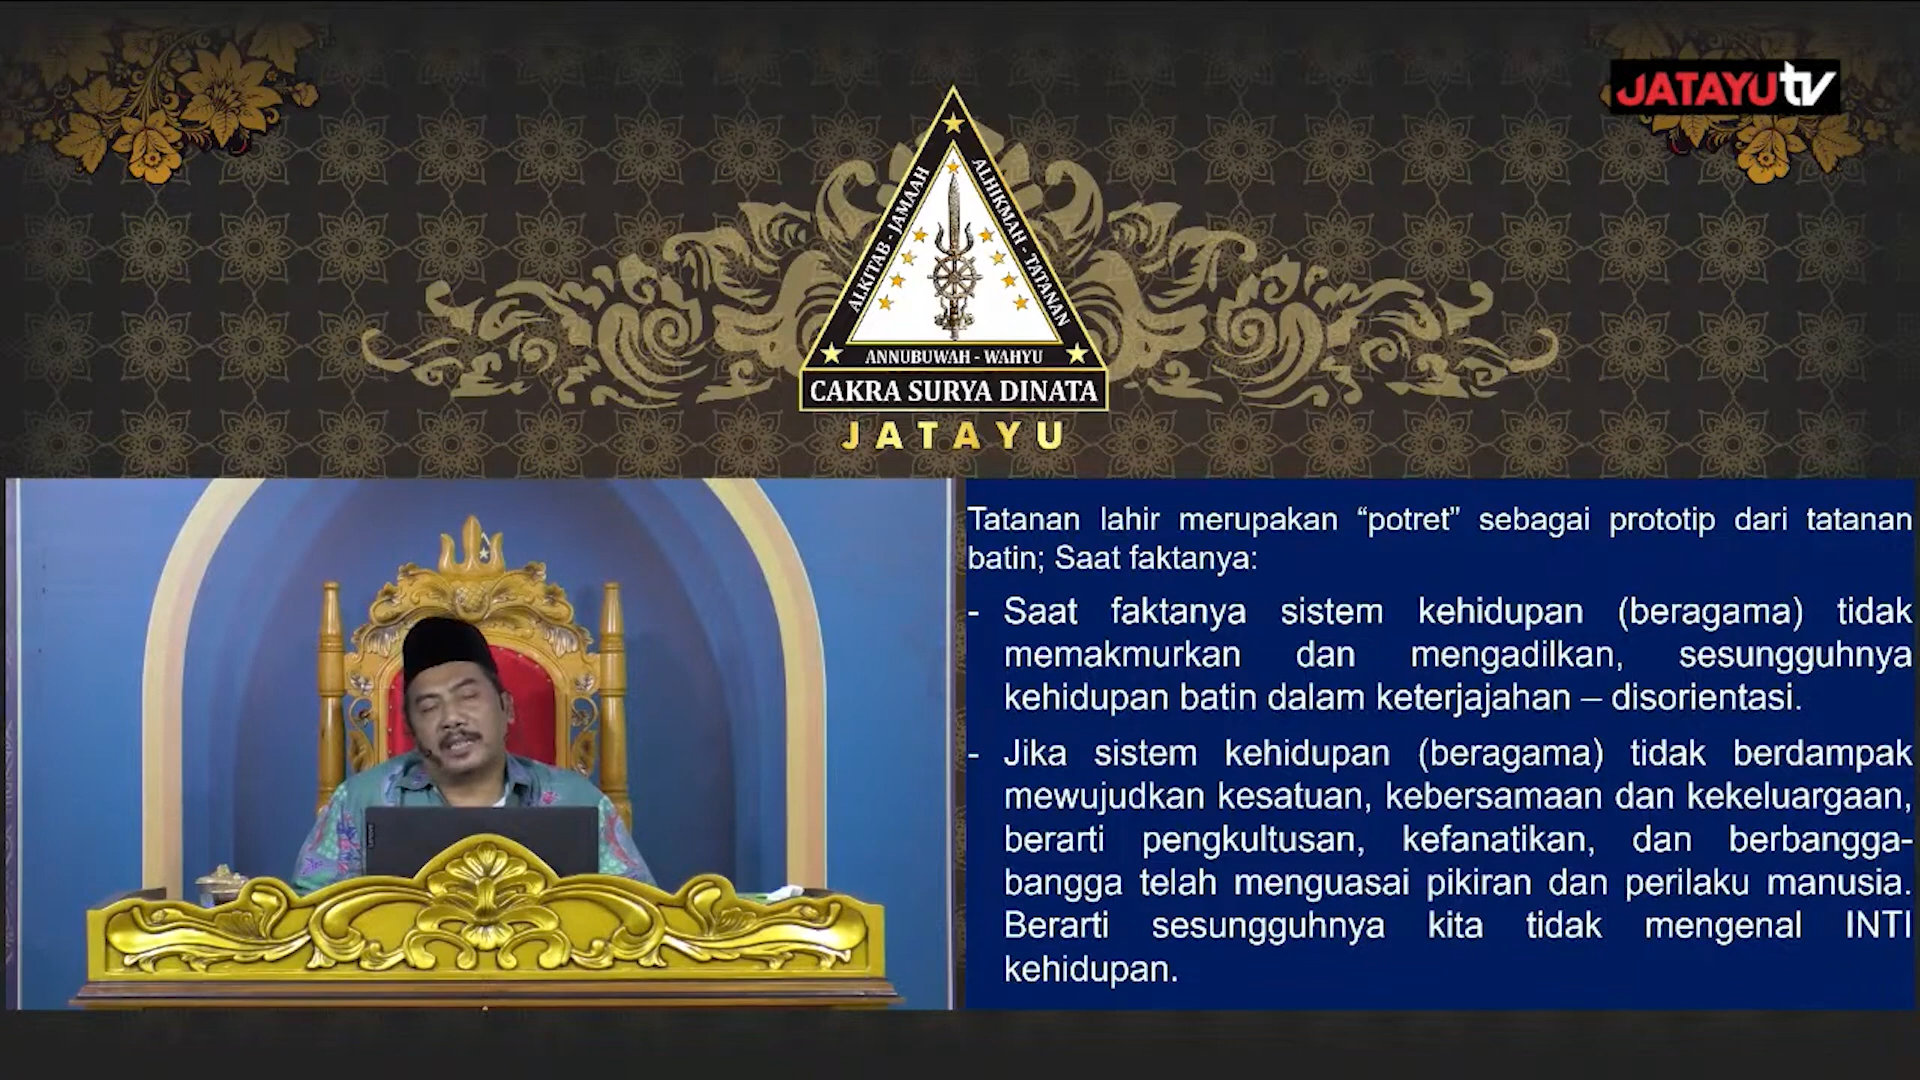 JATAYUtv
ALKITAB - JAMAAH
ALHIKMAH - TATANAN
ANNUBUWAH - WAHYU
CAKRA SURYA DINATA
JATAYU
Tatanan lahir merupakan “potret” sebagai prototip dari tatanan
batin; Saat faktanya:
- Saat faktanya sistem kehidupan (beragama) tidak
memakmurkan dan mengadilkan, sesungguhnya
kehidupan batin dalam keterjajahan – disorientasi.
- Jika sistem kehidupan (beragama) tidak berdampak
mewujudkan kesatuan, kebersamaan dan kekeluargaan,
berarti pengkultusan, kefanatikan, dan berbangga-
bangga telah menguasai pikiran dan perilaku manusia.
Berarti sesungguhnya kita tidak mengenal INTI
kehidupan.